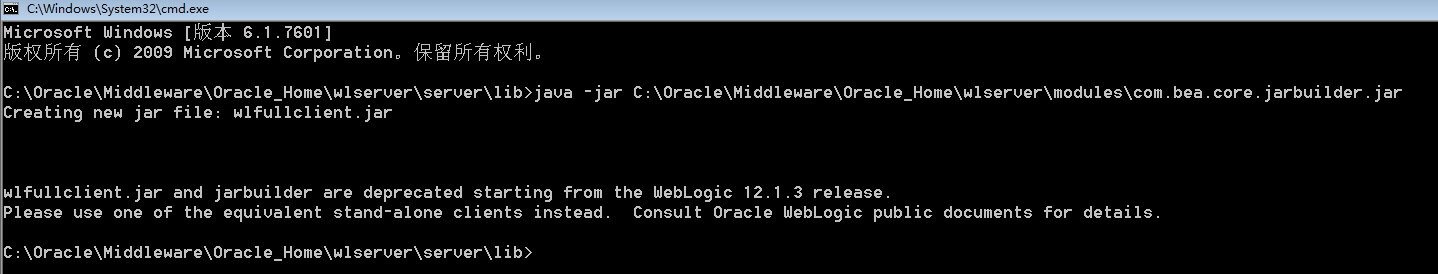 C:\Windows\System32\cmd.exe
Microsoft Windows [版本 6.1.7601]
版权所有 (c) 2009 Microsoft Corporation。保留所有权利。
C:\Oracle\Middleware\Oracle_Home\wlserver\server\lib>java -jar C:\Oracle\Middleware\Oracle_Home\wlserver\modules\com.bea.core.jarbuilder.jar
Creating new jar file: wlfullclient.jar
wlfullclient.jar and jarbuilder are deprecated starting from the WebLogic 12.1.3 release.
Please use one of the equivalent stand-alone clients instead.  Consult Oracle WebLogic public documents for details.
C:\Oracle\Middleware\Oracle_Home\wlserver\server\lib>